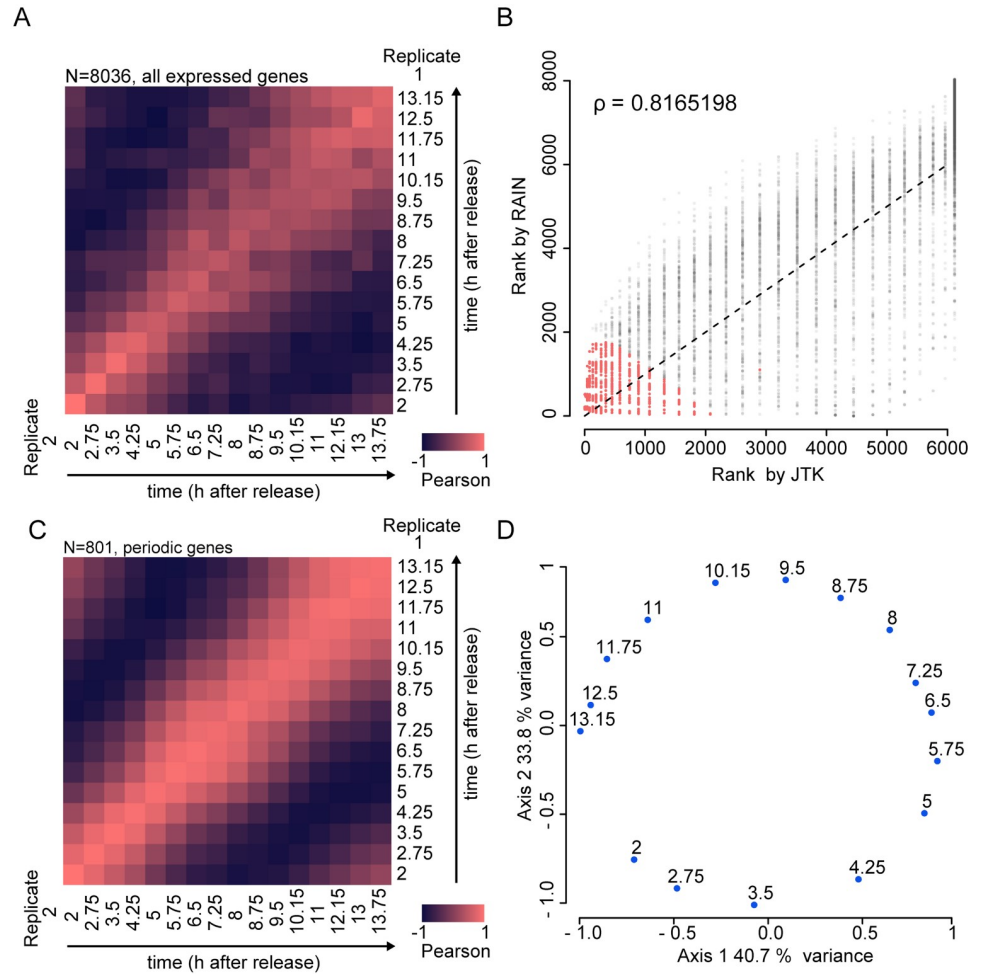 A
Replicate
1
N=8036, all expressed genes
13.15
12.5
11.75
11
10.15
9.5
8.75
8
7.25
6.5
5.75
5
4.25
3.5
2.75
2
time (h after release)
Replicate
2
2 2.75 3.5 4.25 5 5.75 6.5 7.25 8 8.75 9.5 10.15 11 12.15 13 13.75
time (h after release)
-1 1
Pearson
B
ρ = 0.8165198
Rank by RAIN
8000
6000
4000
2000
0
0 1000 2000 3000 4000 5000 6000
Rank by JTK
C
Replicate
1
N=801, periodic genes
13.15
12.5
11.75
11
10.15
9.5
8.75
8
7.25
6.5
5.75
5
4.25
3.5
2.75
2
time (h after release)
Replicate
2
2 2.75 3.5 4.25 5 5.75 6.5 7.25 8 8.75 9.5 10.15 11 12.15 13 13.75
time (h after release)
-1 1
Pearson
D
Axis 2 33.8 % variance
1
0.5
0.0
- 0.5
- 1.0
10.15
9.5
8.75
11
8
11.75
7.25
12.5
6.5
13.15
5.75
5
2
4.25
2.75
3.5
- 1.0 -0.5 0.0 0.5 1
Axis 1 40.7 % variance